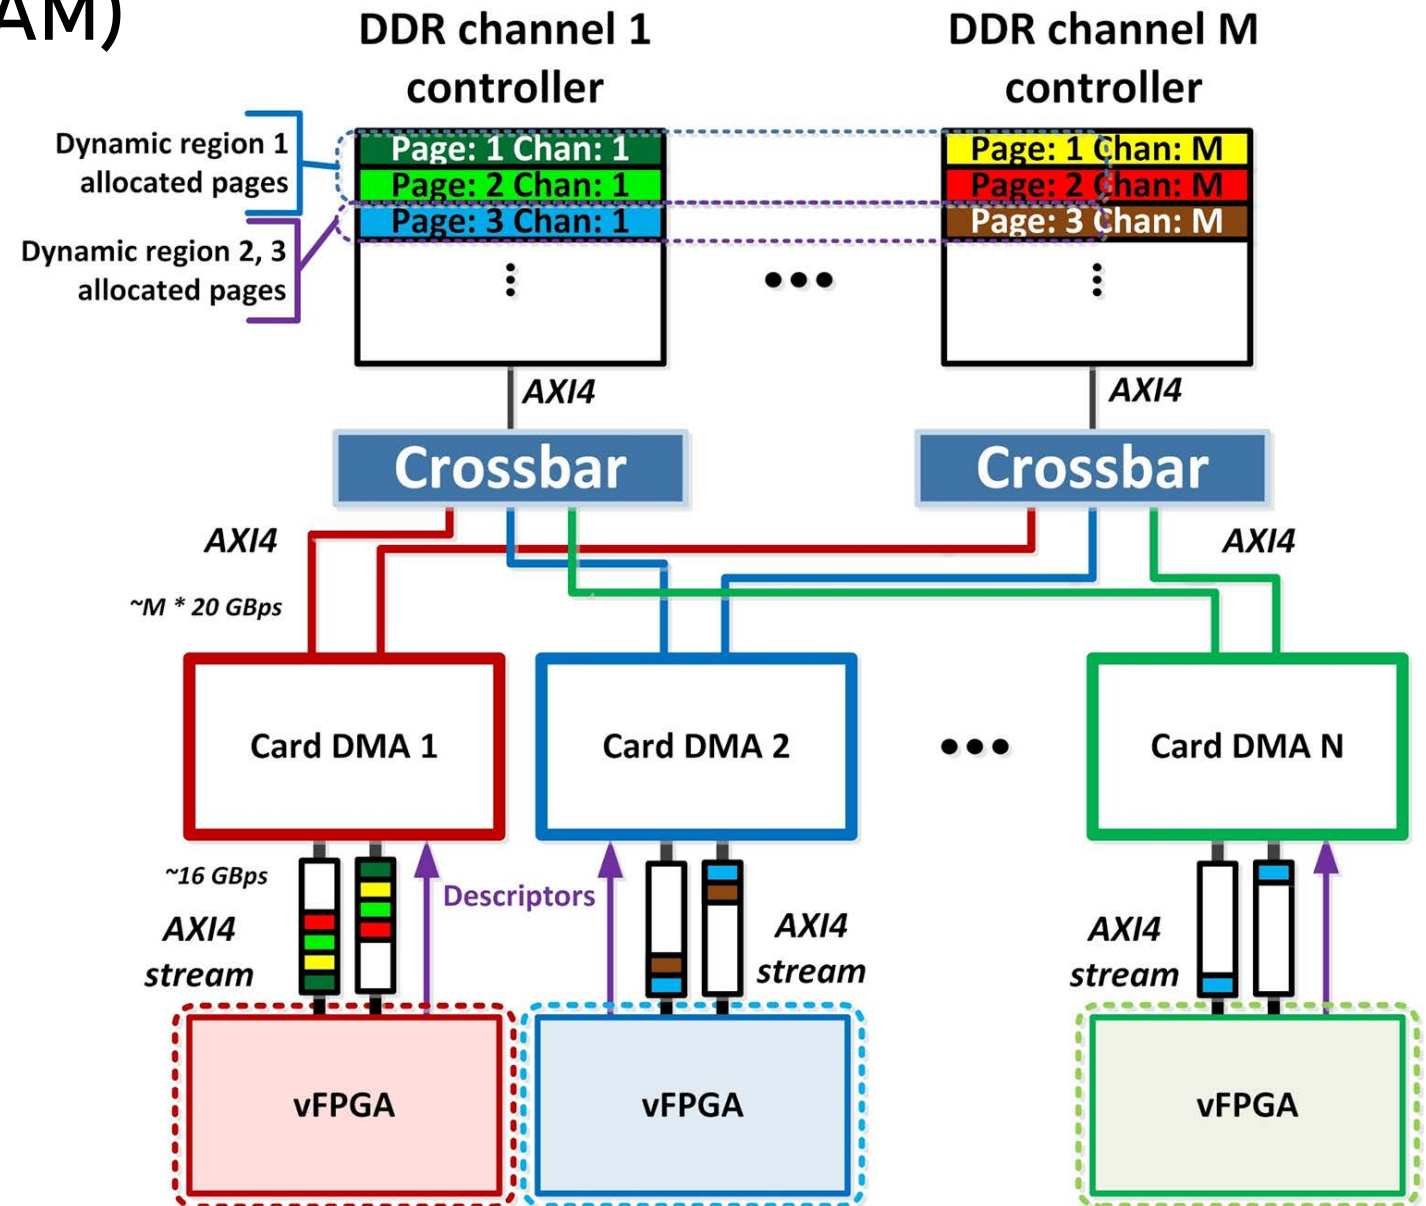 AM)
DDR channel 1
controller
DDR channel M
controller
Dynamic region 1
allocated pages
Dynamic region 2, 3
allocated pages
Page: 1 Chan: 1
Page: 2 Chan: 1
Page: 3 Chan: 1
Page: 1 Chan: M
Page: 2 Chan: M
Page: 3 Chan: M
AXI4
AXI4
Crossbar
Crossbar
AXI4
AXI4
~M * 20 GBps
Card DMA 1
Card DMA 2
Card DMA N
~16 GBps
Descriptors
AXI4
stream
AXI4
stream
AXI4
stream
vFPGA
vFPGA
vFPGA